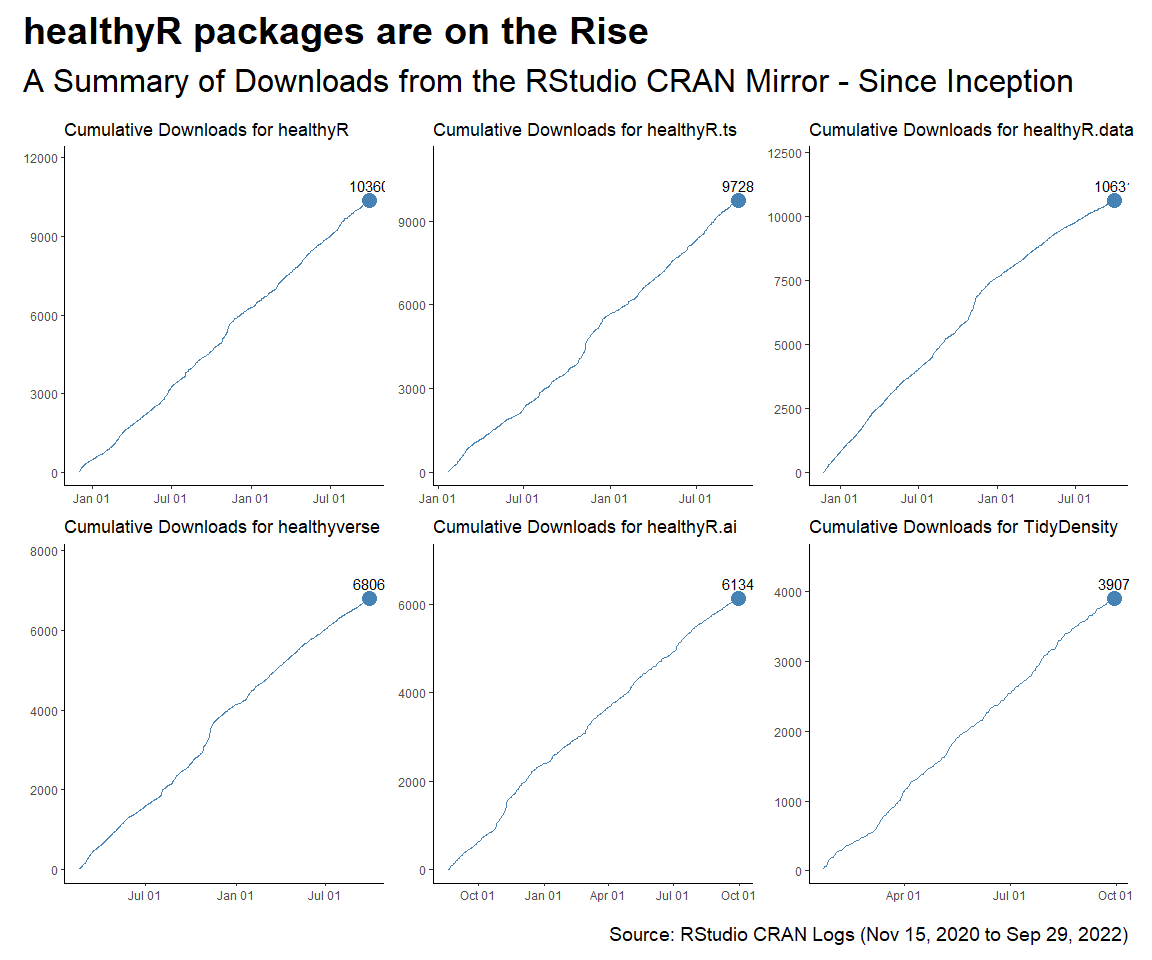 healthyR packages are on the Rise
A Summary of Downloads from the RStudio CRAN Mirror - Since Inception
Cumulative Downloads for healthyR
12000
9000
6000
3000
0
10360
Jan 01 Jul 01 Jan 01 Jul 01
Cumulative Downloads for healthyR.ts
9000
6000
3000
0
9728
Jan 01 Jul 01 Jan 01 Jul 01
Cumulative Downloads for healthyR.data
12500
10000
7500
5000
2500
0
10631
Jan 01 Jul 01 Jan 01 Jul 01
Cumulative Downloads for healthyverse
8000
6000
4000
2000
0
6806
Jul 01 Jan 01 Jul 01
Cumulative Downloads for healthyR.ai
6000
4000
2000
0
6134
Oct 01 Jan 01 Apr 01 Jul 01 Oct 01
Cumulative Downloads for TidyDensity
4000
3000
2000
1000
0
3907
Apr 01 Jul 01 Oct 01
Source: RStudio CRAN Logs (Nov 15, 2020 to Sep 29, 2022)